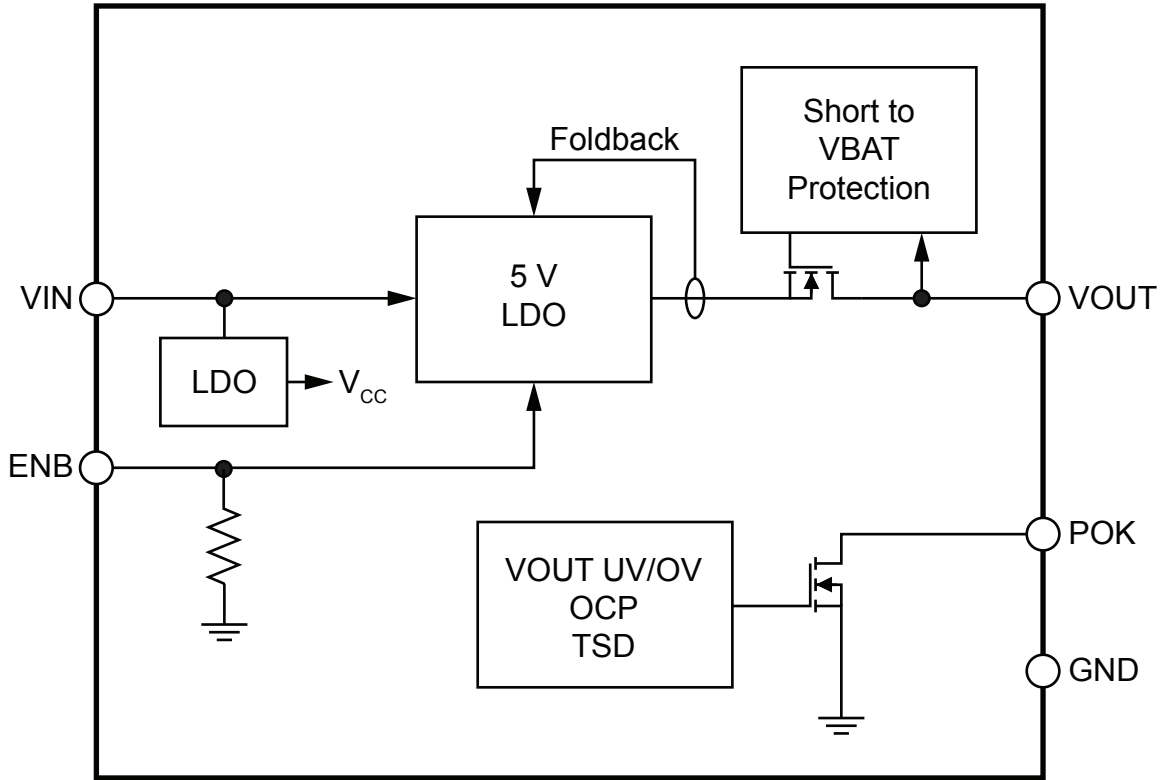 Short to
VBAT
Protection
Foldback
5 V
LDO
VIN
VOUT
LDO
VCC
ENB
POK
VOUT UV/OV
OCP
TSD
GND